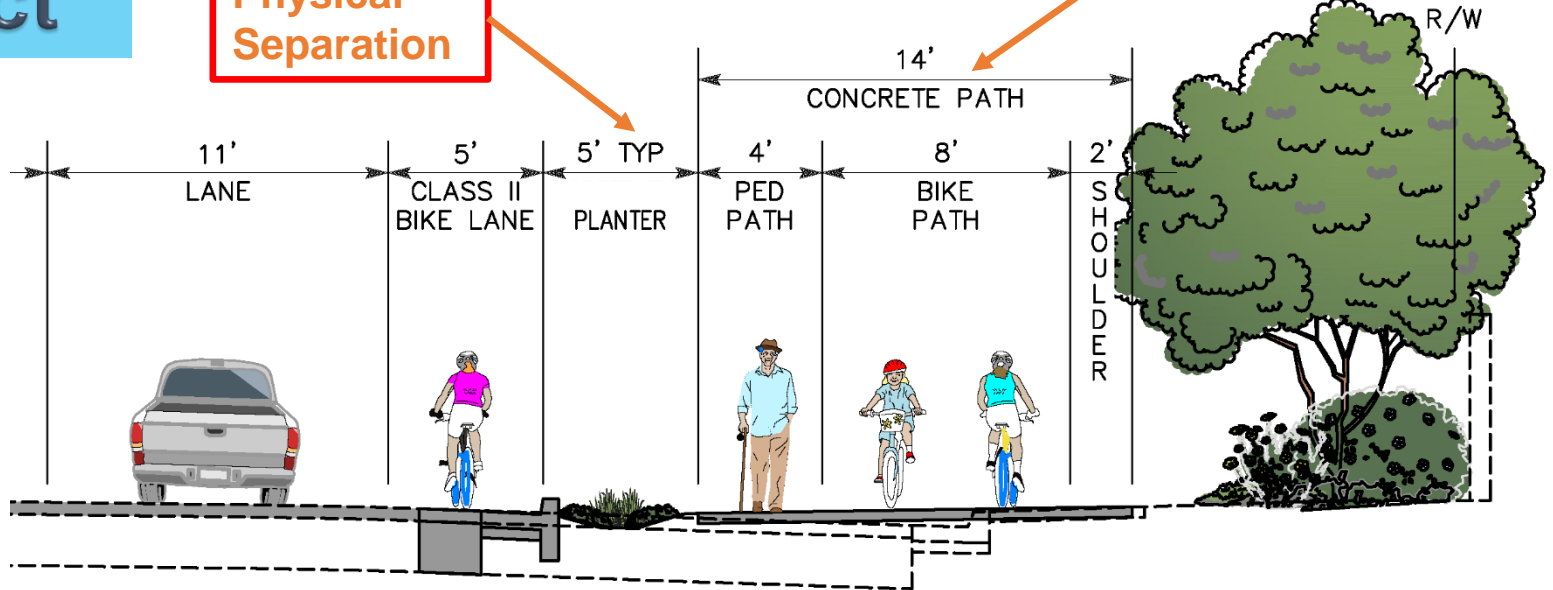 Physical
Separation
R/W
14'
CONCRETE PATH
11'
LANE
5'
CLASS II
BIKE LANE
5' TYP
PLANTER
4'
PED
PATH
8'
BIKE
PATH
2'
SHOULDER